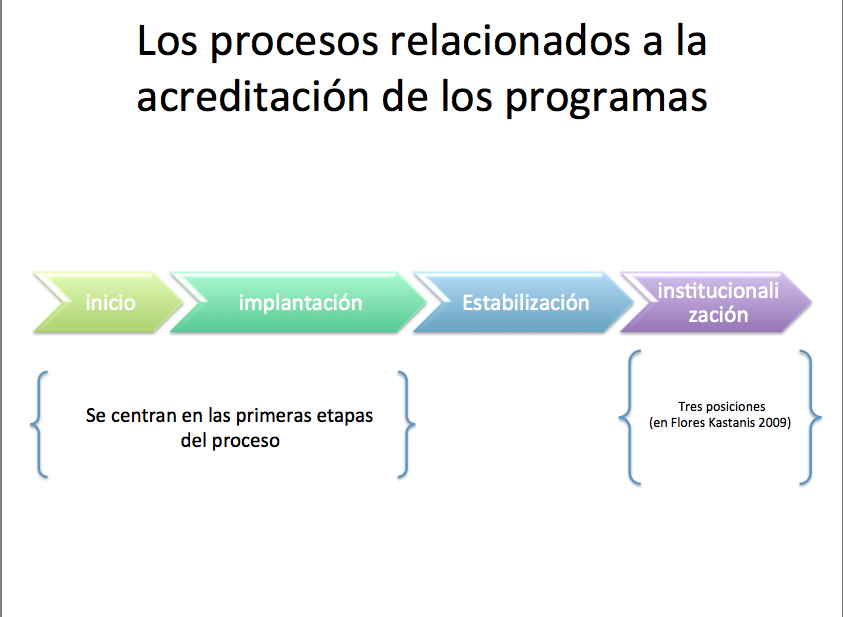 Los procesos relacionados a la
acreditación de los programas
inicio
implantación
Estabilización
institucionali
zación
Se centran en las primeras etapas
del proceso
Tres posiciones
(en Flores Kastanis 2009)